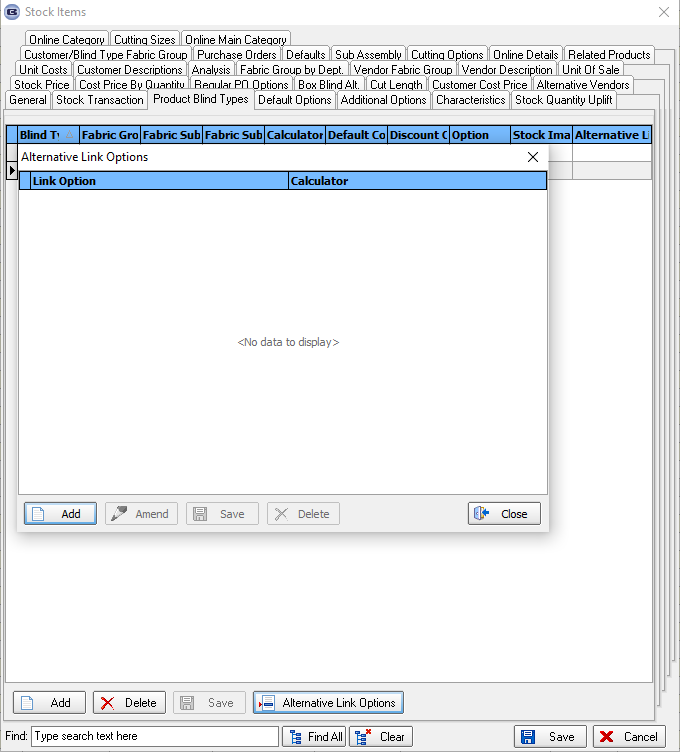 Stock Items
Online Category Cutting Sizes Online Main Category
Customer/Blind Type Fabric Group Purchase Orders Defaults Sub Assembly Cutting Options Online Details Related Products
Unit Costs Customer Descriptions Analysis Fabric Group by Dept. Vendor Fabric Group Vendor Description Unit Of Sale
Stock Price Cost Price By Quantity Regular PO Options Box Blind Alt. Cut Length Customer Cost Price Alternative Vendors
General Stock Transaction Product Blind Types Default Options Additional Options Characteristics Stock Quantity Uplift
Blind Ty Fabric Gro Fabric Sub Fabric Sub Calculator Default Co Discount C Option Stock Ima Alternative Li
Alternative Link Options
Link Option Calculator
<No data to display>
Add Amend Save Delete Close
Add Delete Save Alternative Link Options
Find: Type search text here Find All Clear Save Cancel